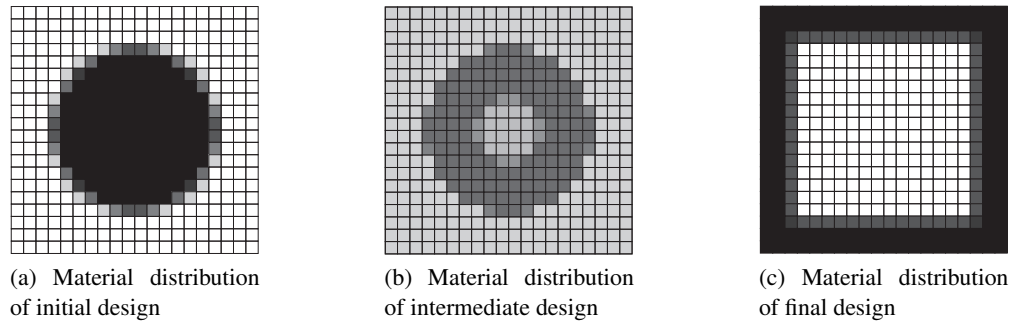 (a) Material distribution
of initial design
(b) Material distribution
of intermediate design
(c) Material distribution
of final design